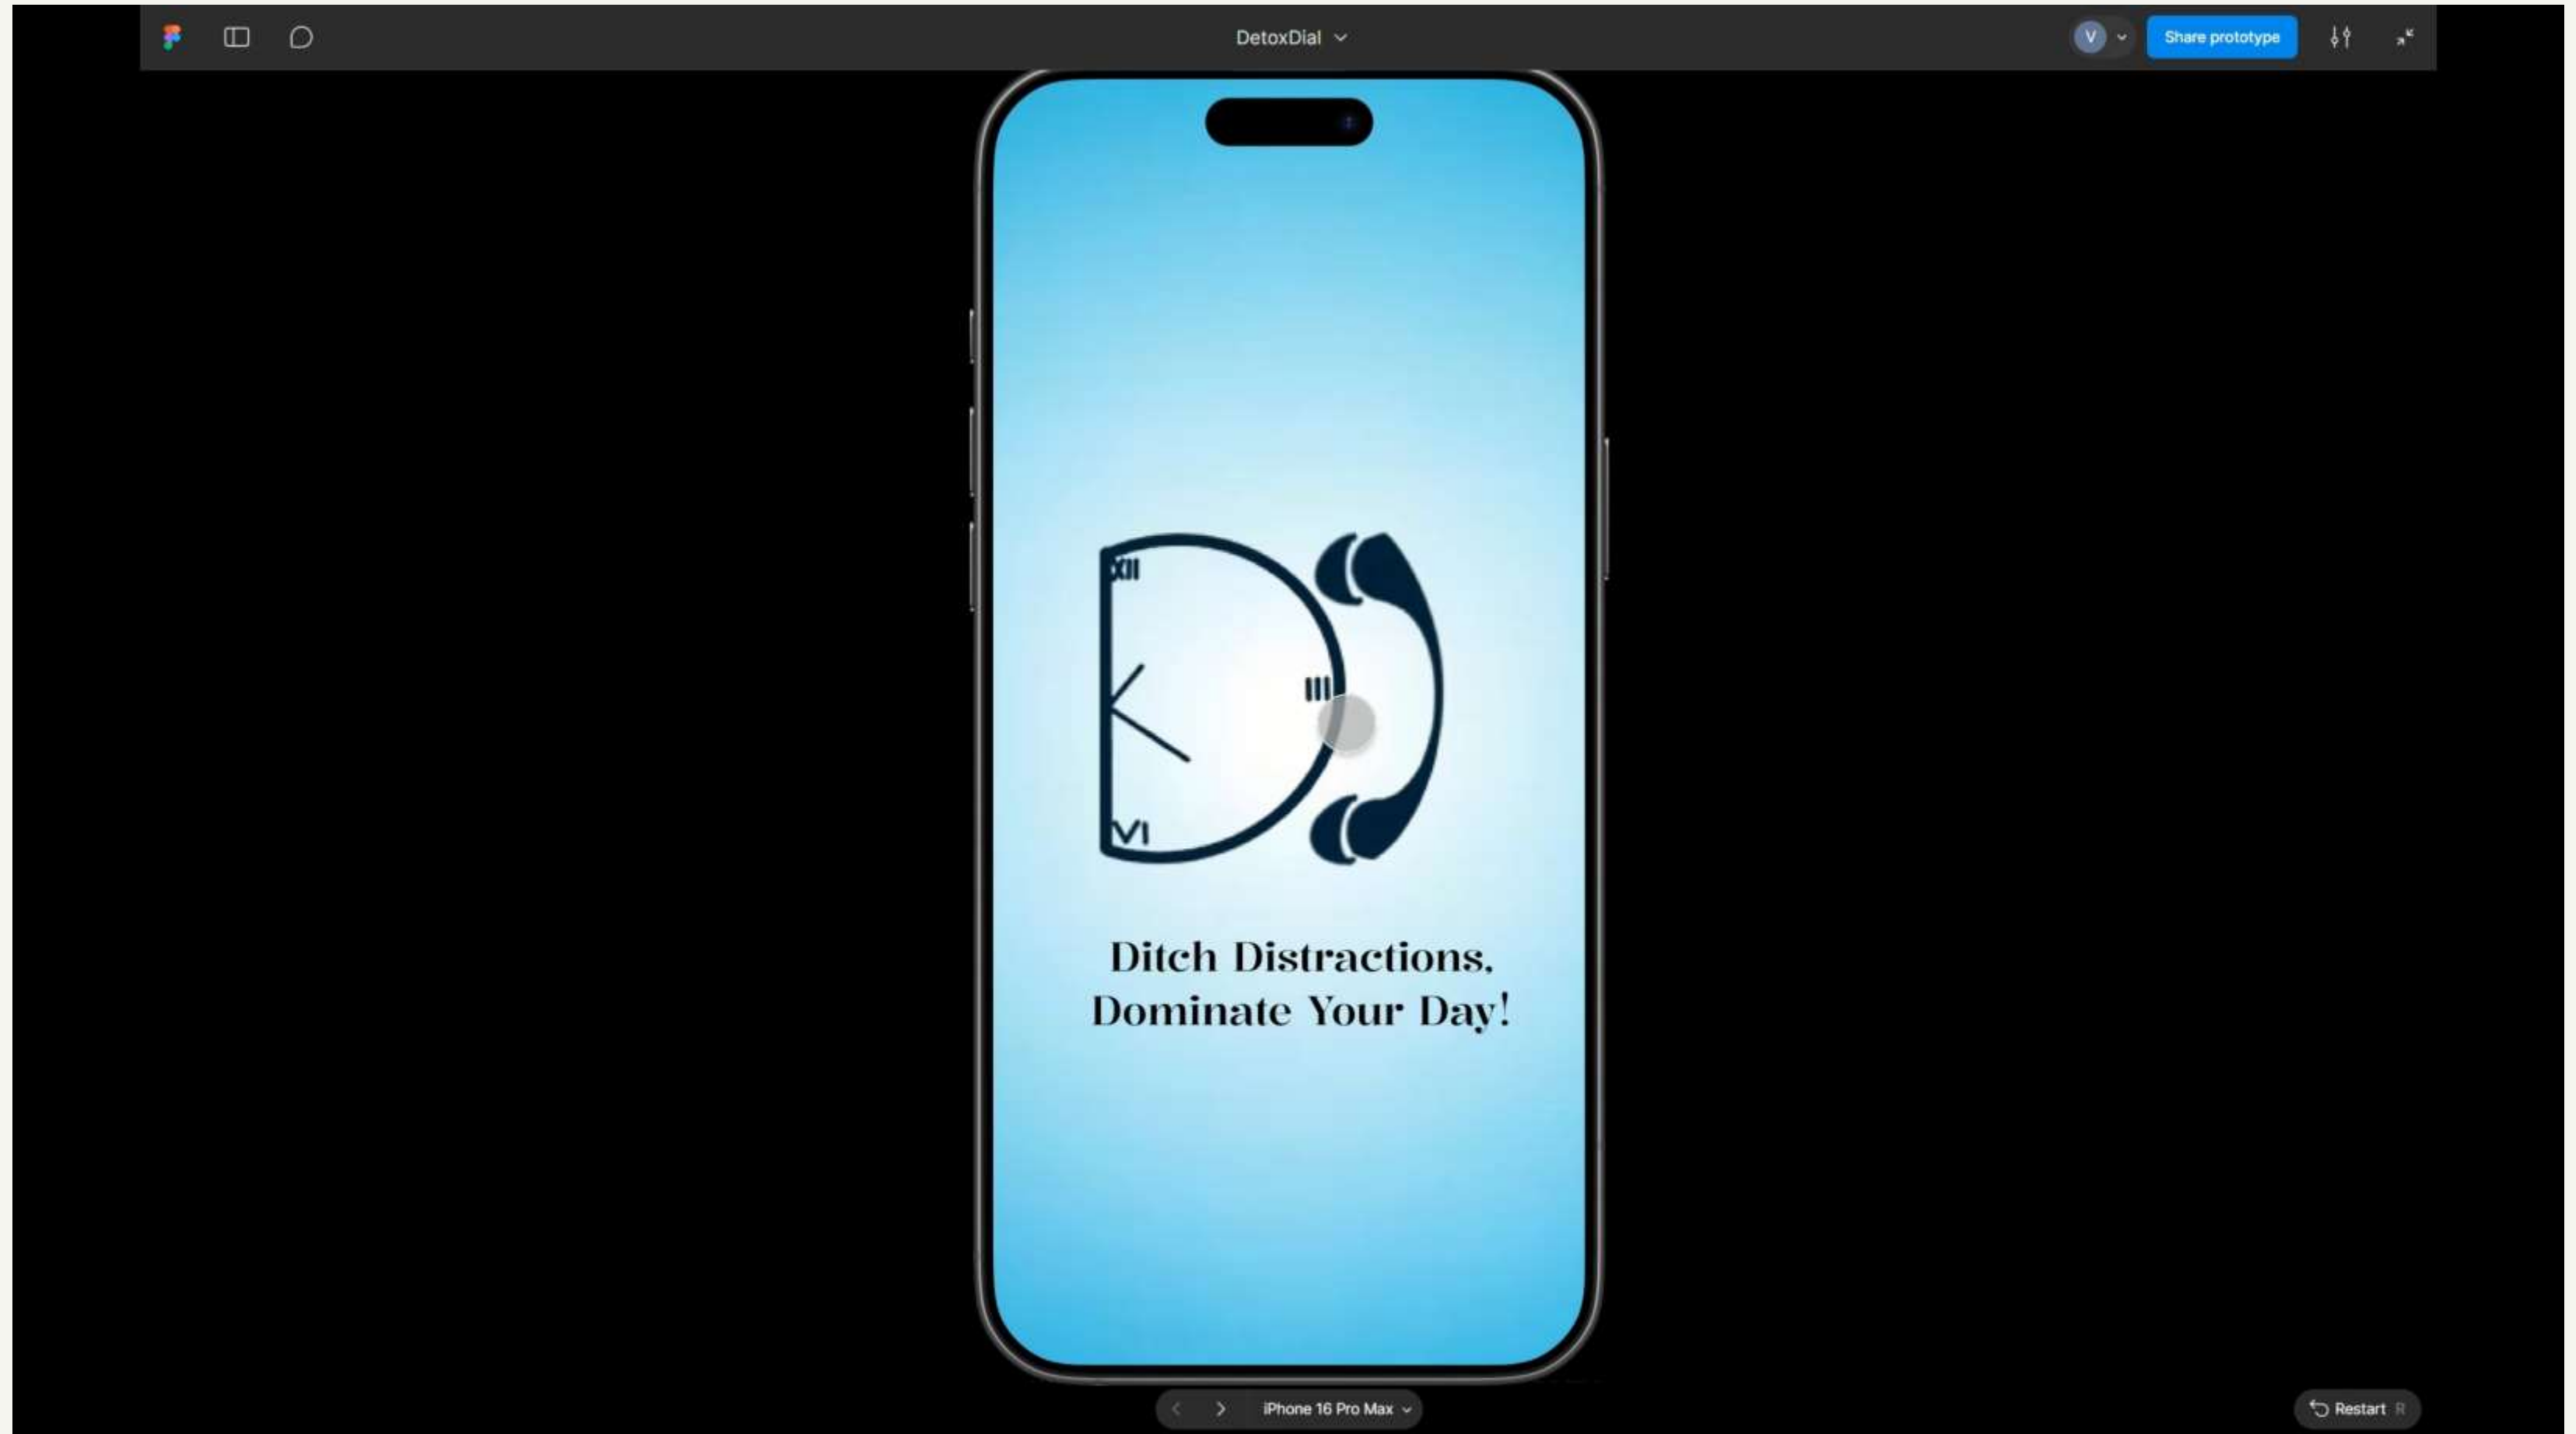 DetoxDial
V
Share prototype
XII
III
VI
Ditch Distractions,
Dominate Your Day!
iPhone 16 Pro Max
Restart R